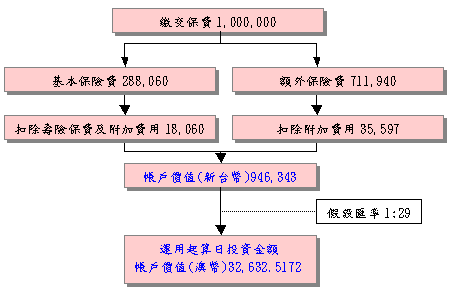 繳交保費 1,000,000
基本保險費 288,060
額外保險費 711,940
扣除壽險保費及附加費用 18,060
扣除附加費用 35,597
帳戶價值(新台幣)946,343
假設匯率 1:29
運用起算日投資金額
帳戶價值(澳幣)32,632.5172